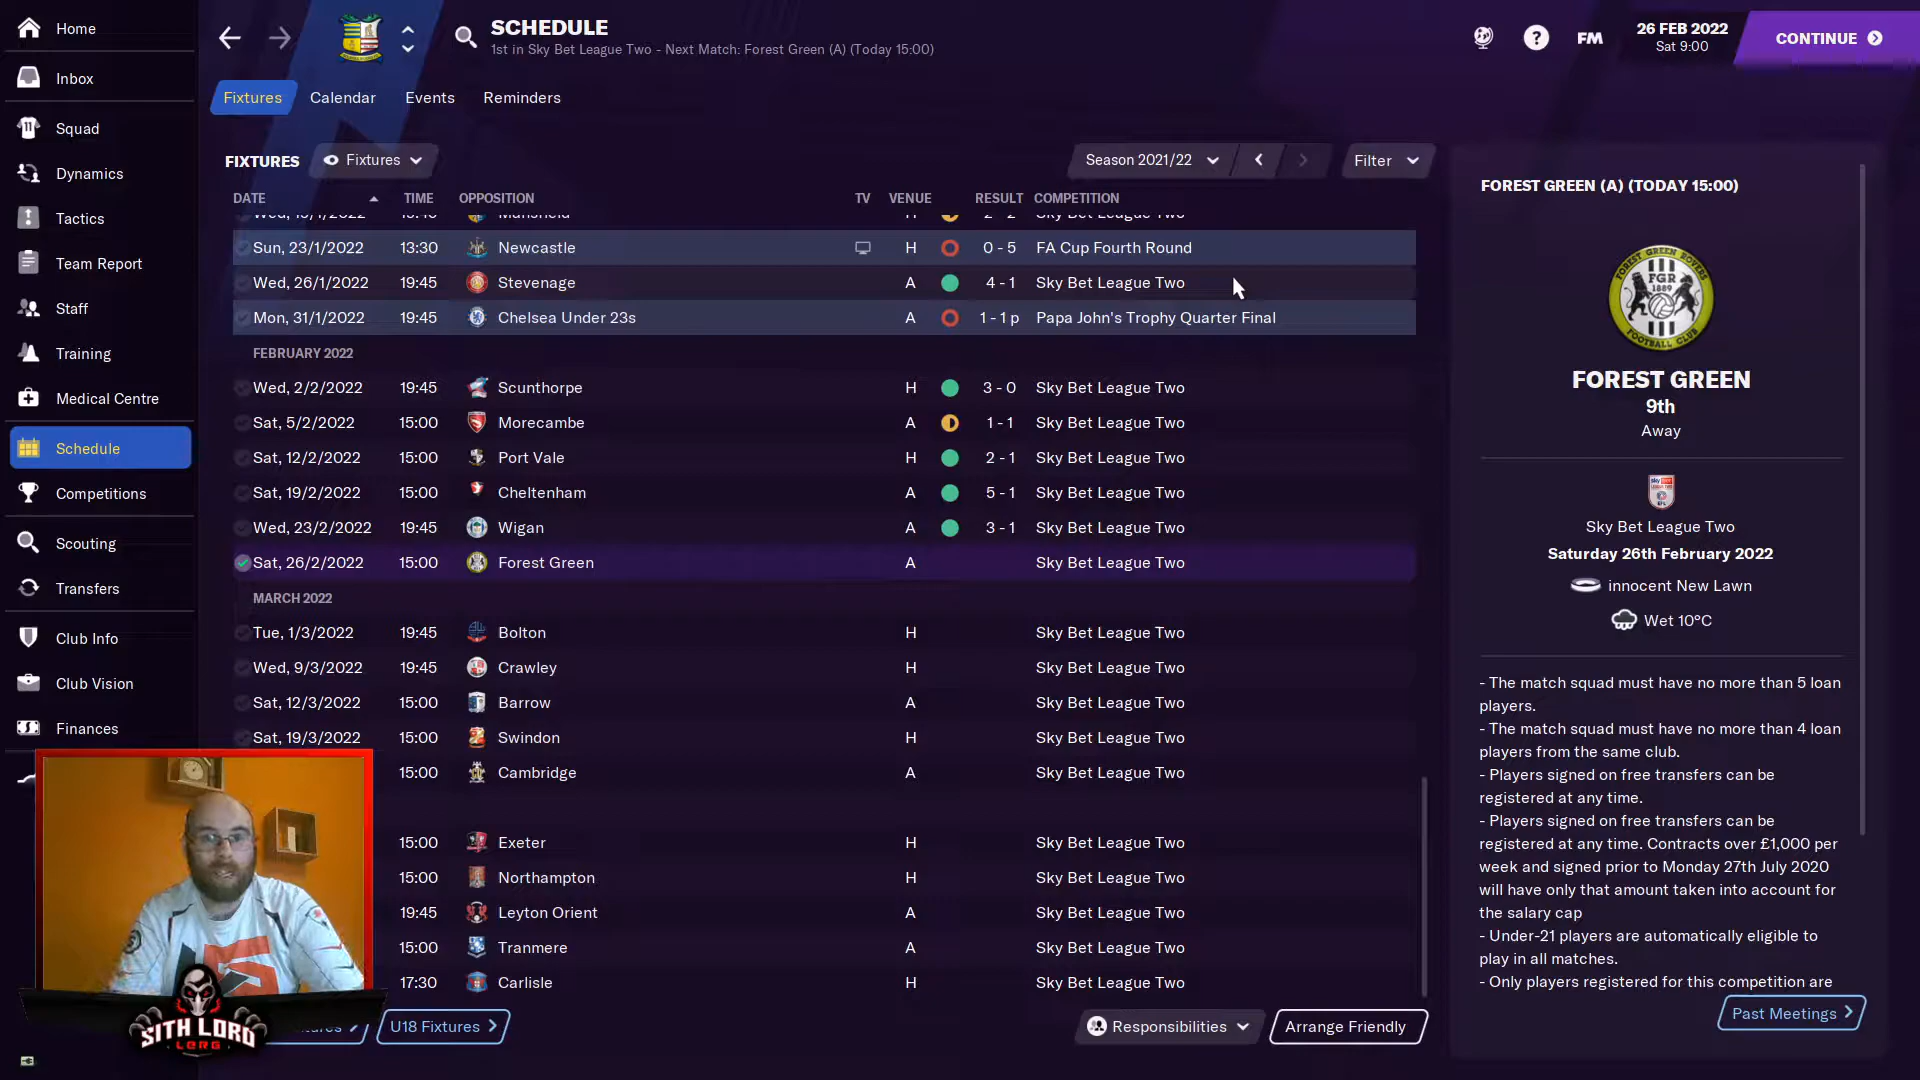 Home
Inbox
Squad
Dynamics
Tactics
Team Report
Staff
Training
Medical Centre
Schedule
Competitions
Scouting
Transfers
Club Info
Club Vision
Finances
SCHEDULE
1st in Sky Bet League Two - Next Match: Forest Green (A) (Today 15:00)
FM
26 FEB 2022
Sat 9:00
CONTINUE
Fixtures Calendar Events Reminders
FIXTURES Fixtures Season 2021/22 Filter
DATE TIME OPPOSITION TV VENUE RESULT COMPETITION
Mansfield H 2 - 2 Sky Bet League Two
Sun, 23/1/2022 13:30 Newcastle H 0 - 5 FA Cup Fourth Round
Wed, 26/1/2022 19:45 Stevenage A 4 - 1 Sky Bet League Two
Mon, 31/1/2022 19:45 Chelsea Under 23s A 1 - 1 p Papa John's Trophy Quarter Final
FEBRUARY 2022
Wed, 2/2/2022 19:45 Scunthorpe H 3 - 0 Sky Bet League Two
Sat, 5/2/2022 15:00 Morecambe A 1 - 1 Sky Bet League Two
Sat, 12/2/2022 15:00 Port Vale H 2 - 1 Sky Bet League Two
Sat, 19/2/2022 15:00 Cheltenham A 5 - 1 Sky Bet League Two
Wed, 23/2/2022 19:45 Wigan A 3 - 1 Sky Bet League Two
Sat, 26/2/2022 15:00 Forest Green A Sky Bet League Two
MARCH 2022
Tue, 1/3/2022 19:45 Bolton H Sky Bet League Two
Wed, 9/3/2022 19:45 Crawley H Sky Bet League Two
Sat, 12/3/2022 15:00 Barrow A Sky Bet League Two
Sat, 19/3/2022 15:00 Swindon H Sky Bet League Two
15:00 Cambridge A Sky Bet League Two
15:00 Exeter H Sky Bet League Two
15:00 Northampton H Sky Bet League Two
19:45 Leyton Orient A Sky Bet League Two
15:00 Tranmere A Sky Bet League Two
17:30 Carlisle H Sky Bet League Two
U18 Fixtures Responsibilities Arrange Friendly
SITH LORD
LERG
FOREST GREEN (A) (TODAY 15:00)
FOREST GREEN ROVERS
FGR
1889
FOOTBALL CLUB
FOREST GREEN
9th
Away
Sky Bet League Two
Saturday 26th February 2022
innocent New Lawn
Wet 10°C
- The match squad must have no more than 5 loan
players.
- The match squad must have no more than 4 loan
players from the same club.
- Players signed on free transfers can be
registered at any time.
- Players signed on free transfers can be
registered at any time. Contracts over £1,000 per
week and signed prior to Monday 27th July 2020
will have only that amount taken into account for
the salary cap
- Under-21 players are automatically eligible to
play in all matches.
- Only players registered for this competition are
Past Meetings